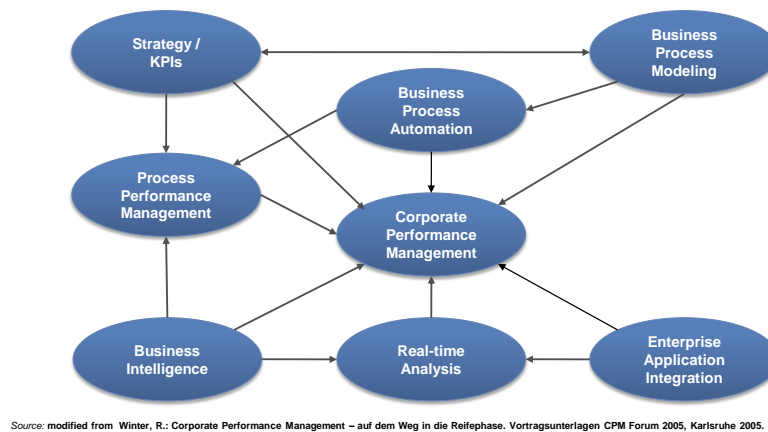 Strategy /
KPIs
Business
Process
Modeling
Business
Process
Automation
Process
Performance
Management
Corporate
Performance
Management
Business
Intelligence
Real-time
Analysis
Enterprise
Application
Integration
Source: modified from Winter, R.: Corporate Performance Management – auf dem Weg in die Reifephase. Vortragsunterlagen CPM Forum 2005, Karlsruhe 2005.